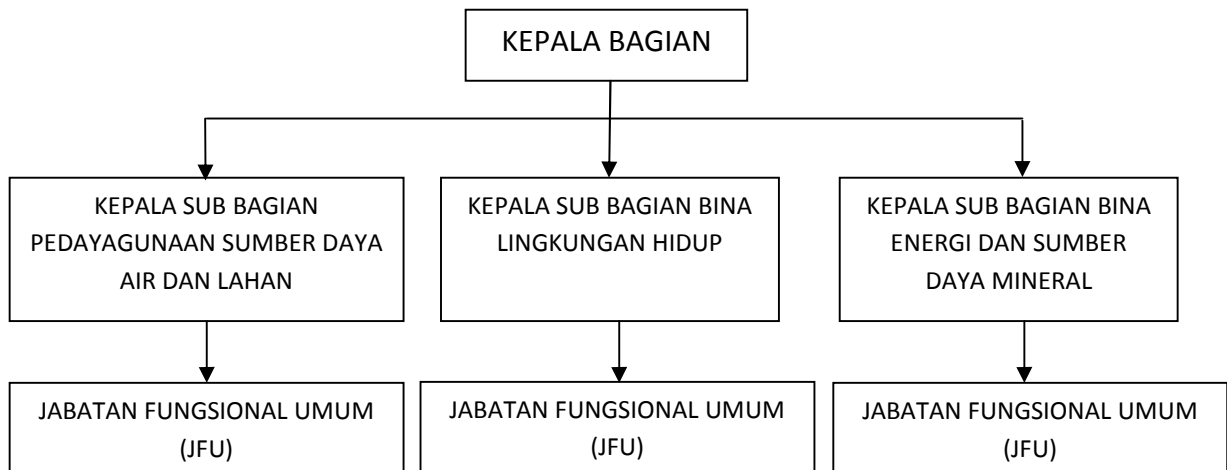 KEPALA BAGIAN
KEPALA SUB BAGIAN
PEDAYAGUNAAN SUMBER DAYA
AIR DAN LAHAN
KEPALA SUB BAGIAN BINA
LINGKUNGAN HIDUP
KEPALA SUB BAGIAN BINA
ENERGI DAN SUMBER
DAYA MINERAL
JABATAN FUNGSIONAL UMUM
(JFU)
JABATAN FUNGSIONAL UMUM
(JFU)
JABATAN FUNGSIONAL UMUM
(JFU)